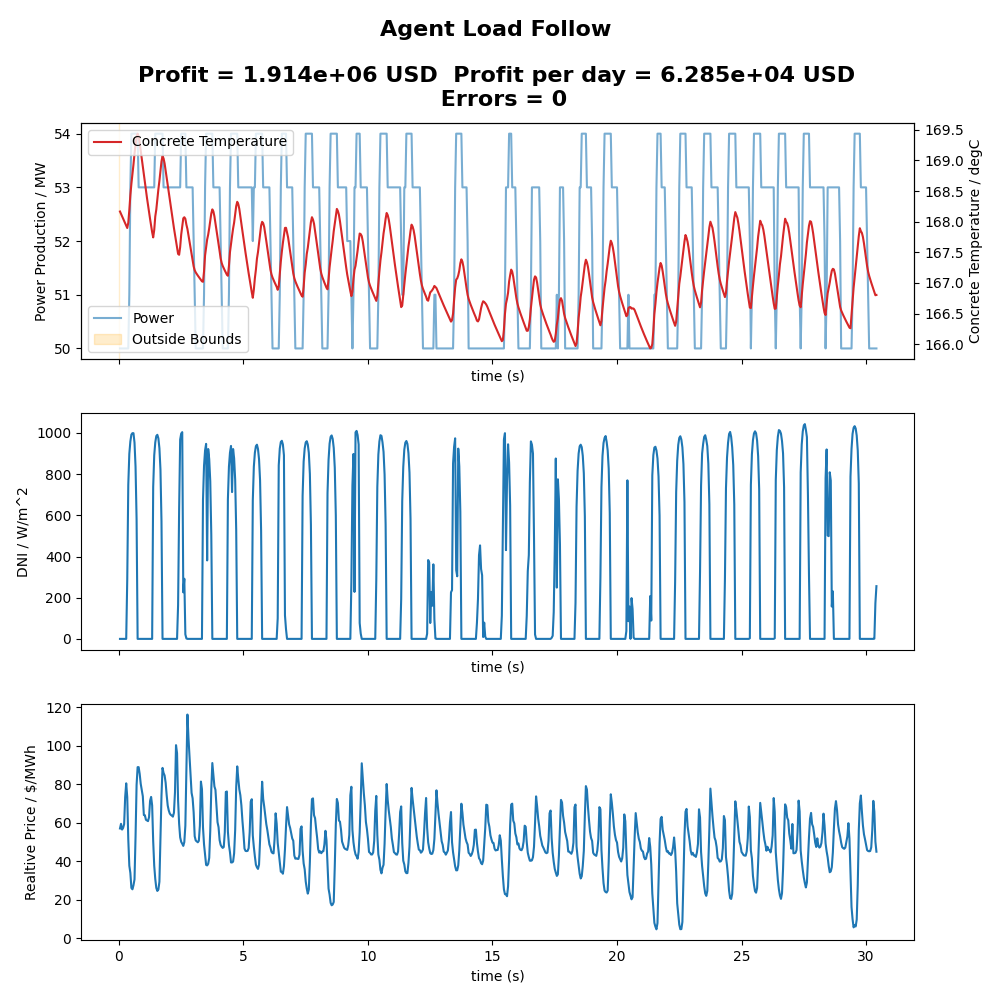 Agent Load Follow
Profit = 1.914e+06 USD  Profit per day = 6.285e+04 USD
Errors = 0
Power Production / MW
54
53
52
51
50
Concrete Temperature
Power
Outside Bounds
169.5
169.0
168.5
168.0
167.5
167.0
166.5
166.0
Concrete Temperature / degC
time (s)
DNI / W/m^2
1000
800
600
400
200
0
time (s)
Realtive Price / $/MWh
120
100
80
60
40
20
0
0 5 10 15 20 25 30
time (s)